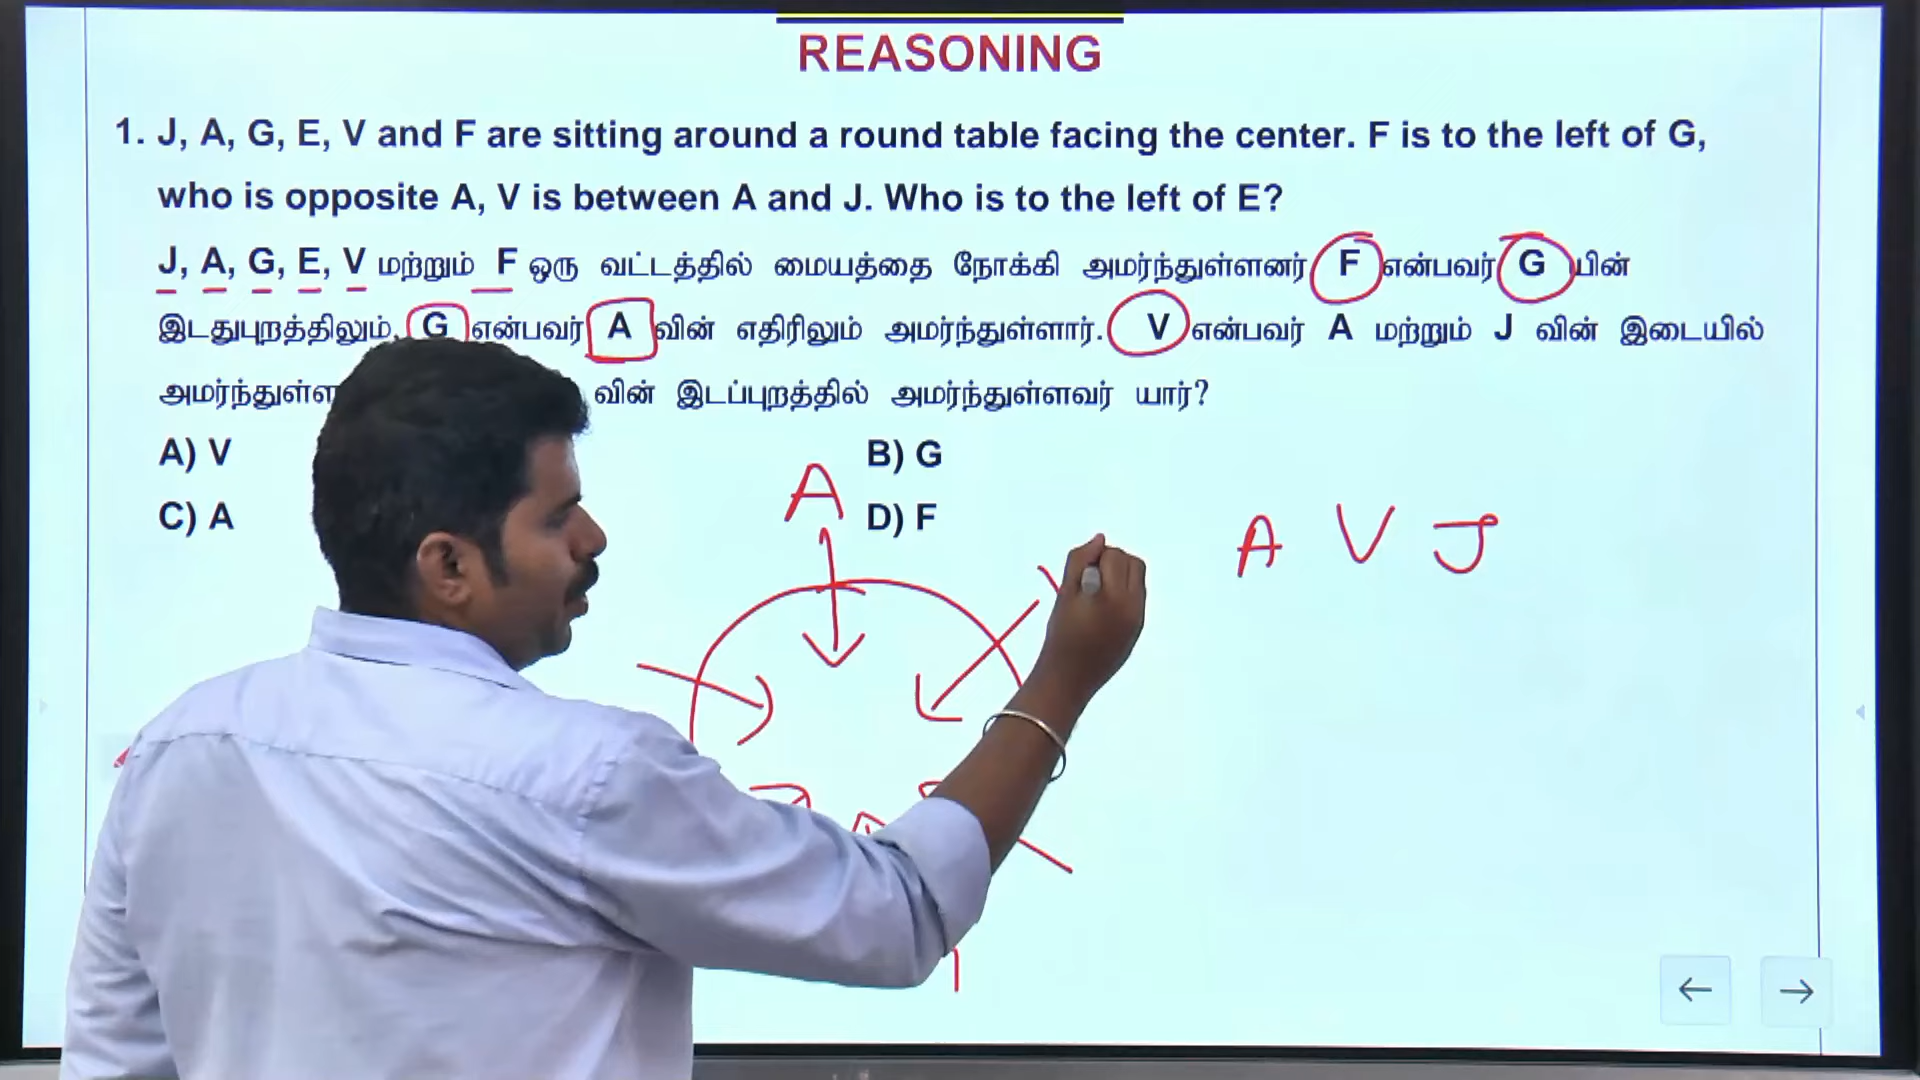 REASONING
1. J, A, G, E, V and F are sitting around a round table facing the center. F is to the left of G,
who is opposite A, V is between A and J. Who is to the left of E?
J, A, G, E, V மற்றும் F ஒரு வட்டத்தில் மையத்தை நோக்கி அமர்ந்துள்ளனர் F என்பவர் G யின்
இடதுபுறத்திலும், G என்பவர் A வின் எதிரிலும் அமர்ந்துள்ளார். V என்பவர் A மற்றும் J வின் இடையில்
வின் இடப்புறத்தில் அமர்ந்துள்ளவர் யார்?
A) V B) G
C) A D) F
A
A V J